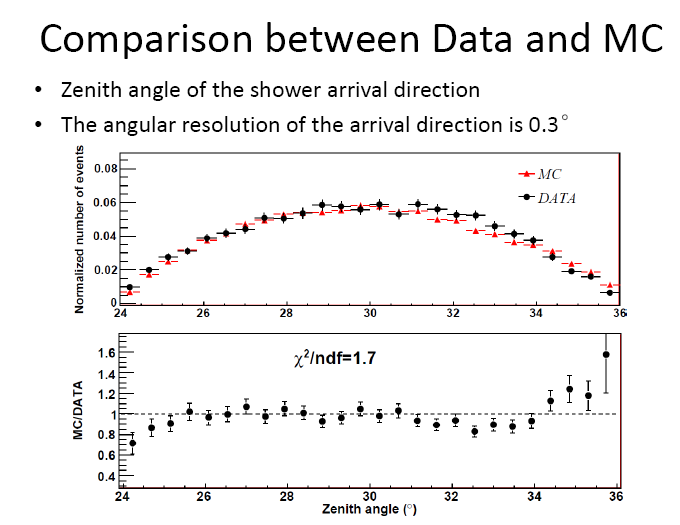 Comparison between Data and MC
• Zenith angle of the shower arrival direction
• The angular resolution of the arrival direction is 0.3°
Normalized number of events
0.08
0.06
0.04
0.02
0
MC
DATA
24 26 28 30 32 34 36
MC/DATA
1.6
1.4
1.2
1
0.8
0.6
0.4
χ²/ndf=1.7
24 26 28 30 32 34 36
Zenith angle (°)